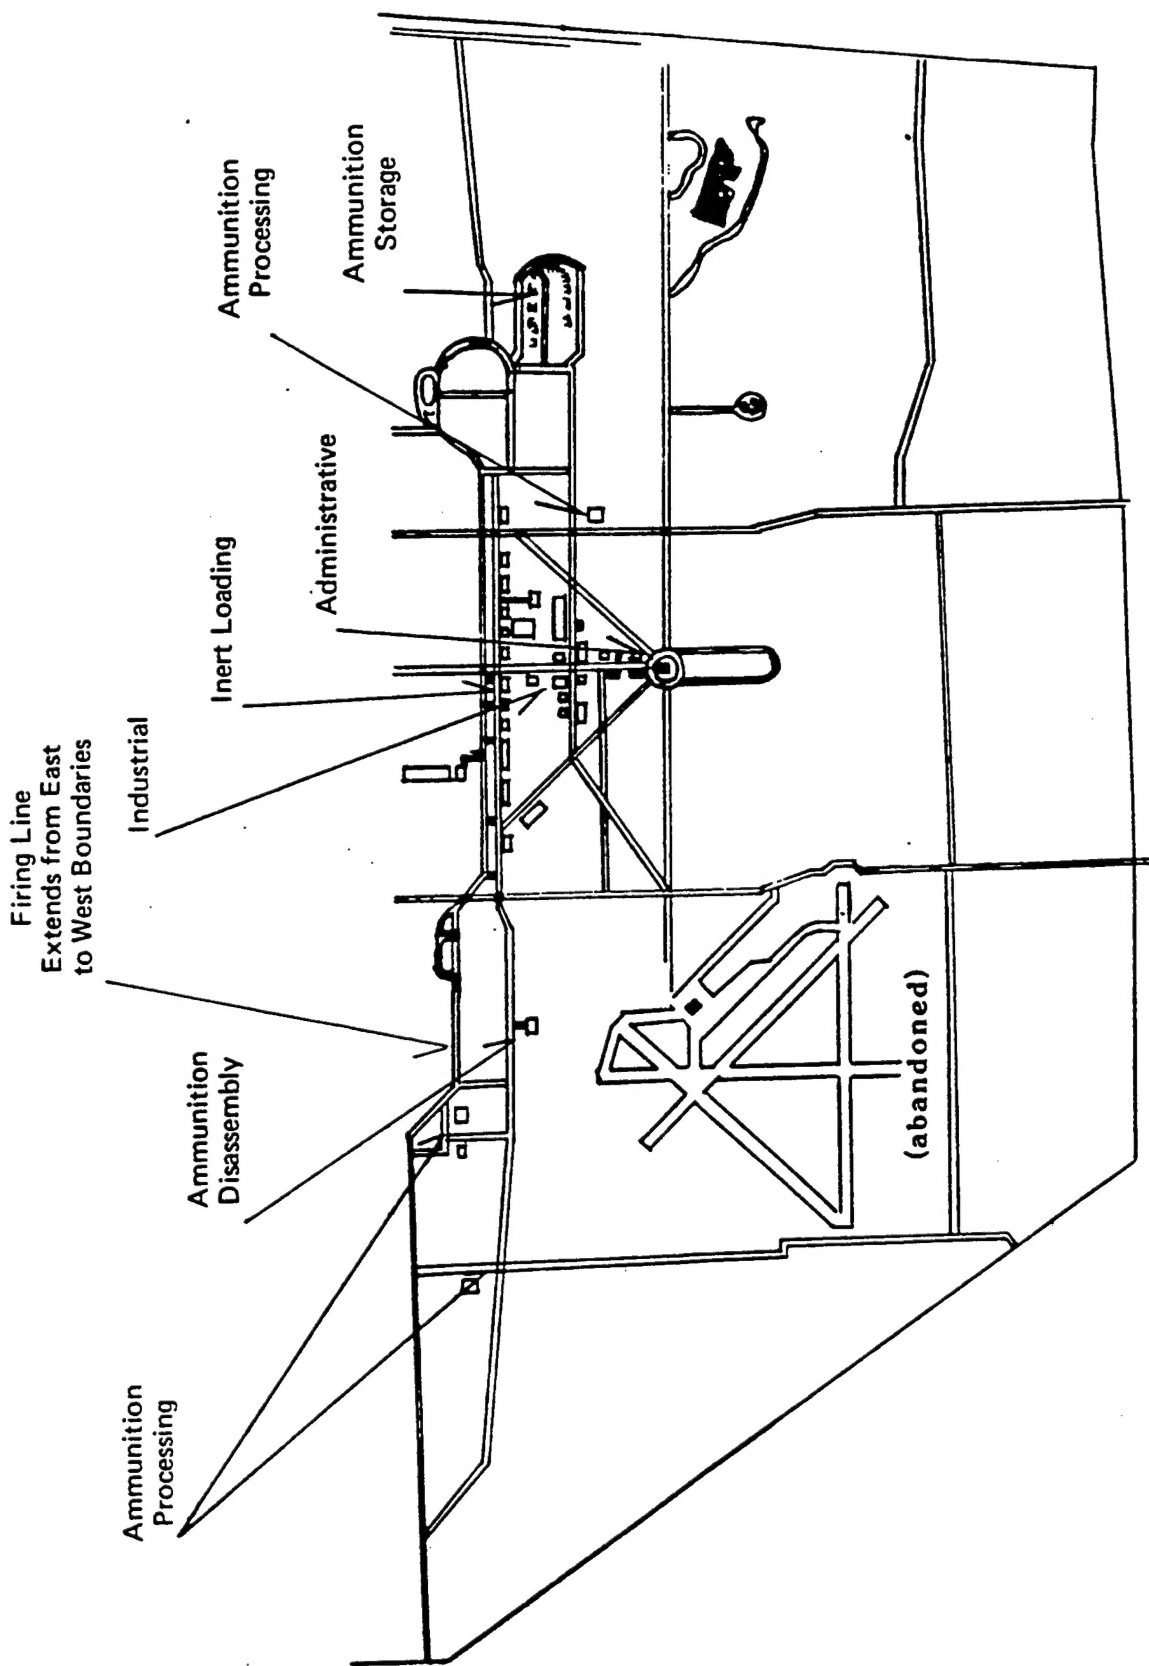 Firing Line
Extends from East
to West Boundaries
Industrial
Inert Loading
Administrative
Ammunition
Processing
Ammunition
Storage
Ammunition
Disassembly
Ammunition
Processing
(abandoned)